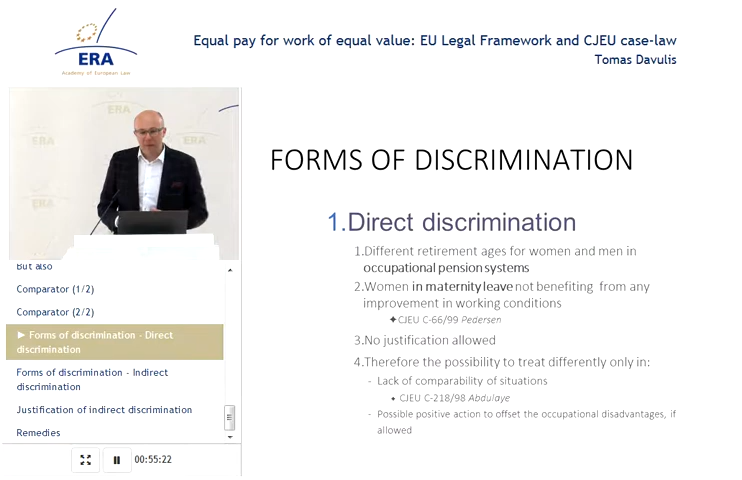 Equal pay for work of equal value: EU Legal Framework and CJEU case-law
Tomas Davulis
ERA
Academy of European Law
ERA
ERA
ERA
ERA
FORMS OF DISCRIMINATION
1.Direct discrimination
1.Different retirement ages for women and men in
occupational pension systems
2.Women in maternity leave not benefiting from any
improvement in working conditions
✦CJEU C-66/99 Pedersen
3.No justification allowed
4.Therefore the possibility to treat differently only in:
- Lack of comparability of situations
• CJEU C-218/98 Abdulaye
- Possible positive action to offset the occupational disadvantages, if
allowed
But also
Comparator (1/2)
Comparator (2/2)
► Forms of discrimination - Direct
discrimination
Forms of discrimination - Indirect
discrimination
Justification of indirect discrimination
Remedies
00:55:22